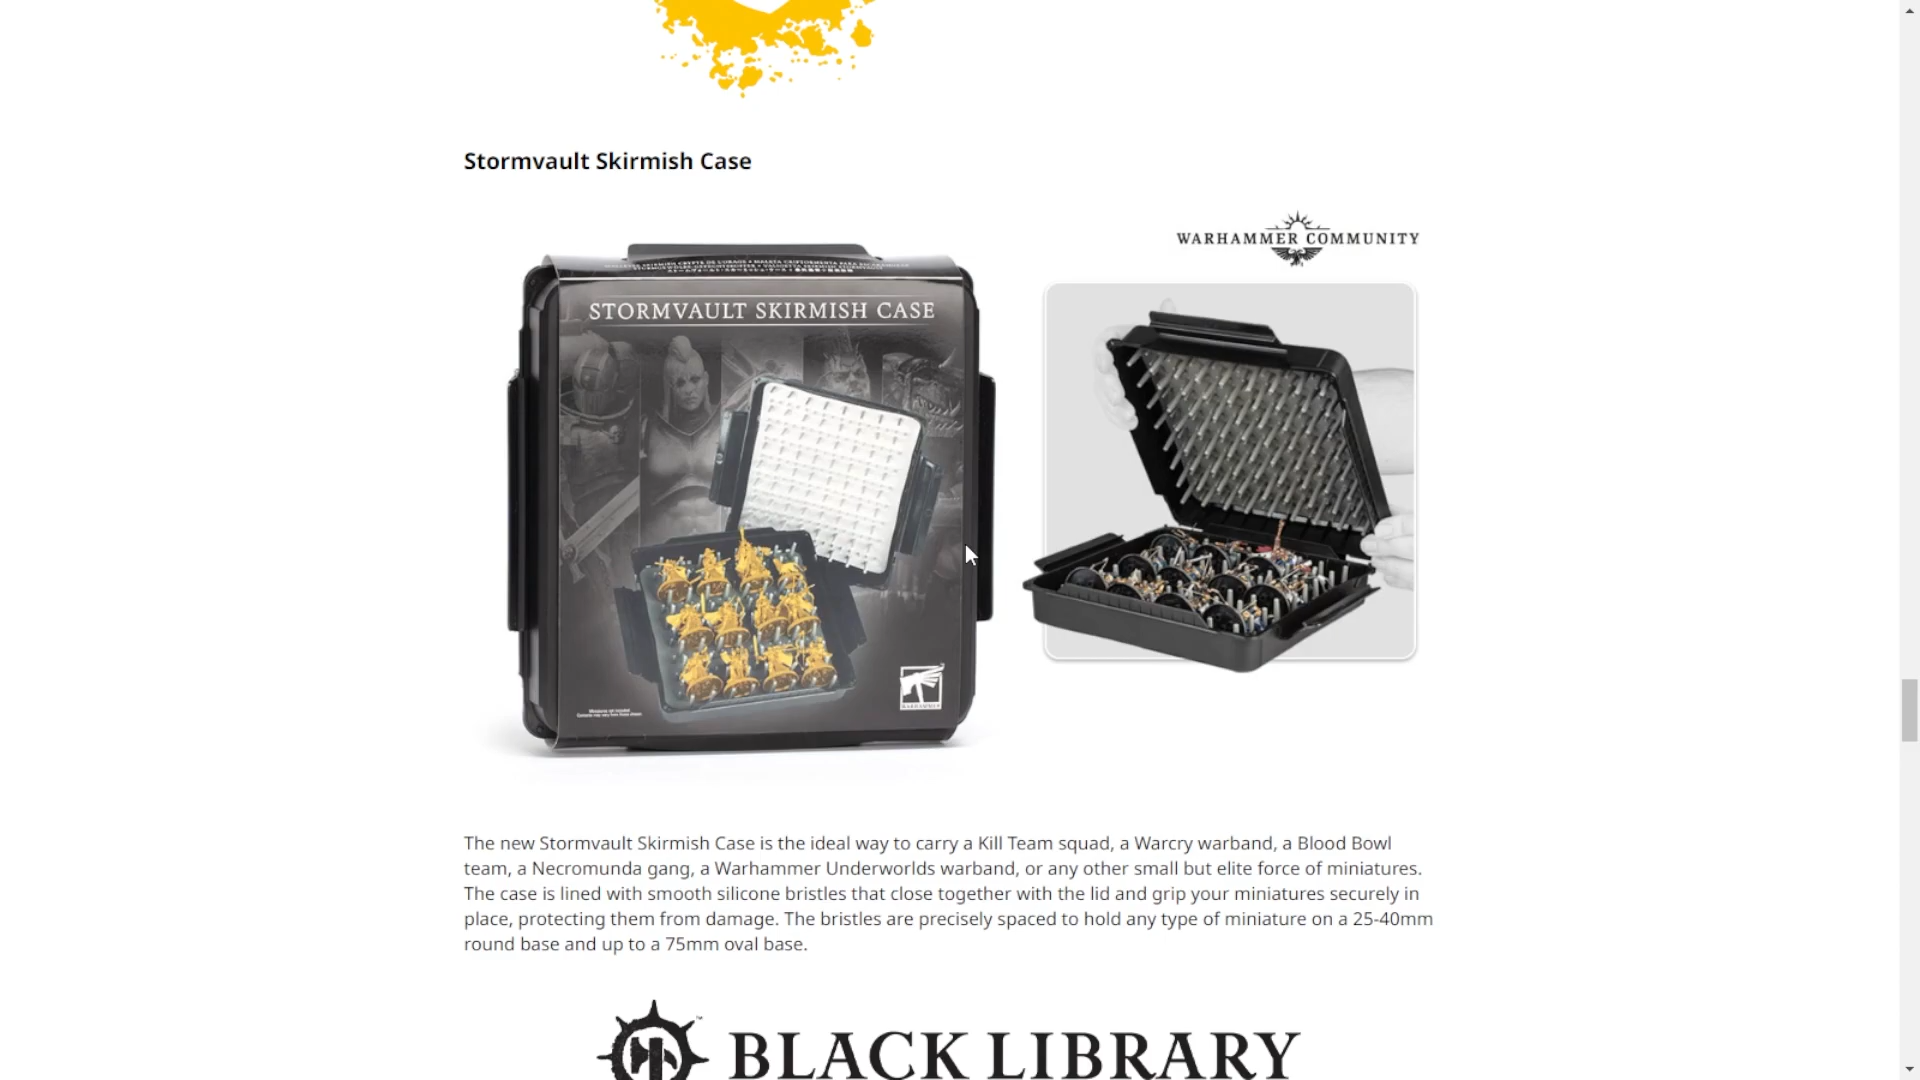 Stormvault Skirmish Case
WARHAMMER COMMUNITY
STORMVAULT SKIRMISH CASE
WARHAMMER
The new Stormvault Skirmish Case is the ideal way to carry a Kill Team squad, a Warcry warband, a Blood Bowl
team, a Necromunda gang, a Warhammer Underworlds warband, or any other small but elite force of miniatures.
The case is lined with smooth silicone bristles that close together with the lid and grip your miniatures securely in
place, protecting them from damage. The bristles are precisely spaced to hold any type of miniature on a 25-40mm
round base and up to a 75mm oval base.
BLACK LIBRARY